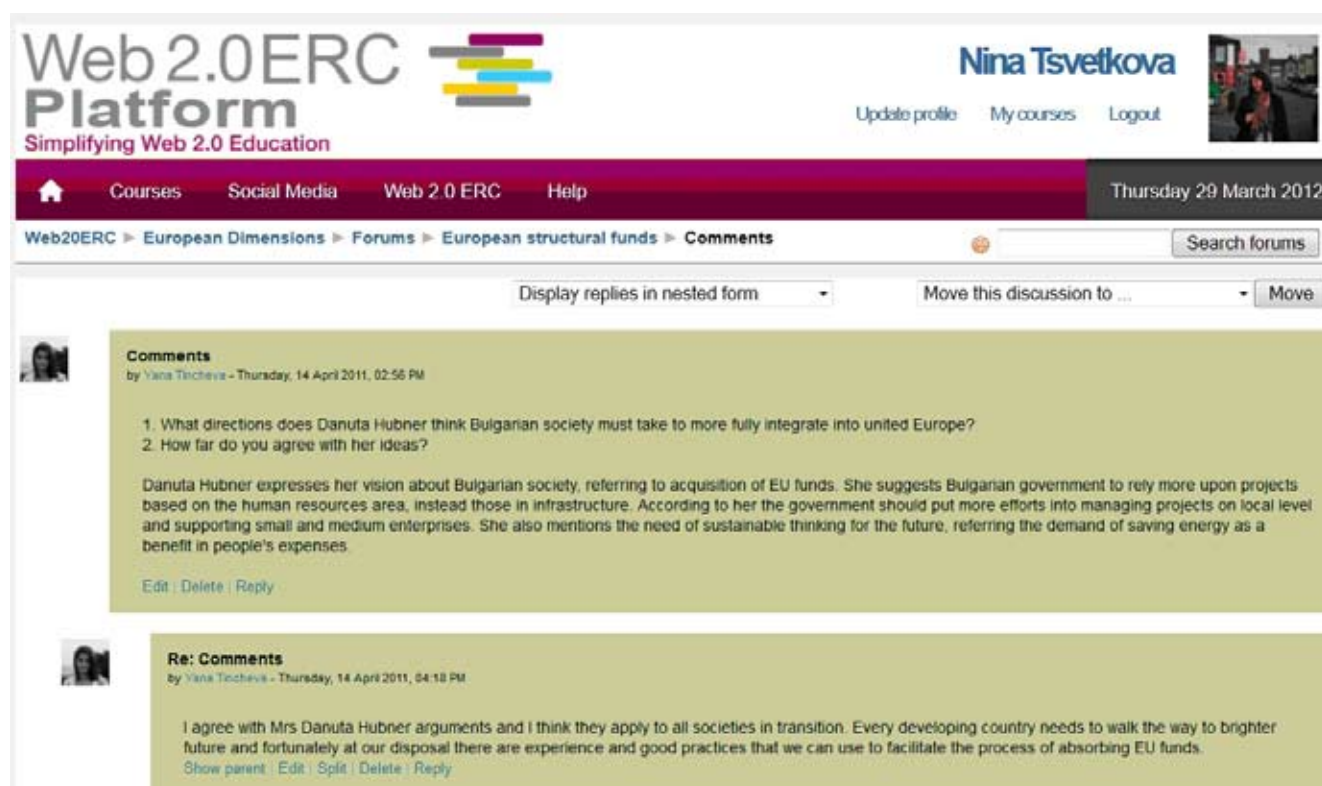 Web 2.0 ERC
Platform
Simplifying Web 2.0 Education
Nina Tsvetkova
Update profile My courses Logout
Courses Social Media Web 2.0 ERC Help Thursday 29 March 2012
Web20ERC ► European Dimensions ► Forums ► European structural funds ► Comments Search forums
Display replies in nested form Move this discussion to ... Move
Comments
by Yana Tincheva - Thursday, 14 April 2011, 02:56 PM
1. What directions does Danuta Hubner think Bulgarian society must take to more fully integrate into united Europe?
2. How far do you agree with her ideas?
Danuta Hubner expresses her vision about Bulgarian society, referring to acquisition of EU funds. She suggests Bulgarian government to rely more upon projects
based on the human resources area, instead those in infrastructure. According to her the government should put more efforts into managing projects on local level
and supporting small and medium enterprises. She also mentions the need of sustainable thinking for the future, referring the demand of saving energy as a
benefit in people's expenses.
Edit | Delete | Reply
Re: Comments
by Yana Tincheva - Thursday, 14 April 2011, 04:18 PM
I agree with Mrs Danuta Hubner arguments and I think they apply to all societies in transition. Every developing country needs to walk the way to brighter
future and fortunately at our disposal there are experience and good practices that we can use to facilitate the process of absorbing EU funds.
Show parent | Edit | Split | Delete | Reply